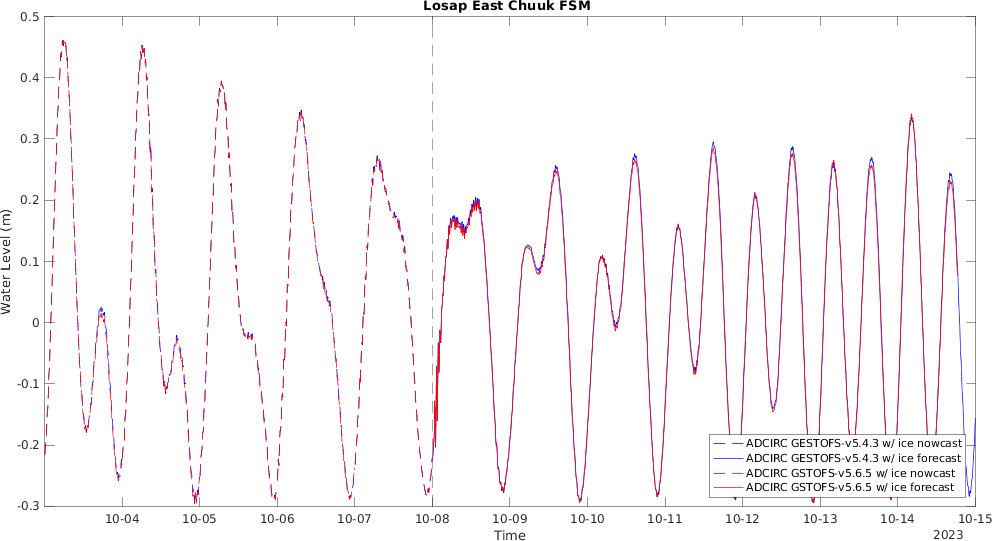 Losap East Chuuk FSM
0.5
0.4
0.3
0.2
0.1
0
-0.1
-0.2
-0.3
Water Level (m)
ADCIRC GESTOFS-v5.4.3 w/ ice nowcast
ADCIRC GESTOFS-v5.4.3 w/ ice forecast
ADCIRC GSTOFS-v5.6.5 w/ ice nowcast
ADCIRC GSTOFS-v5.6.5 w/ ice forecast
10-04 10-05 10-06 10-07 10-08 10-09 10-10 10-11 10-12 10-13 10-14 10-15
Time
2023